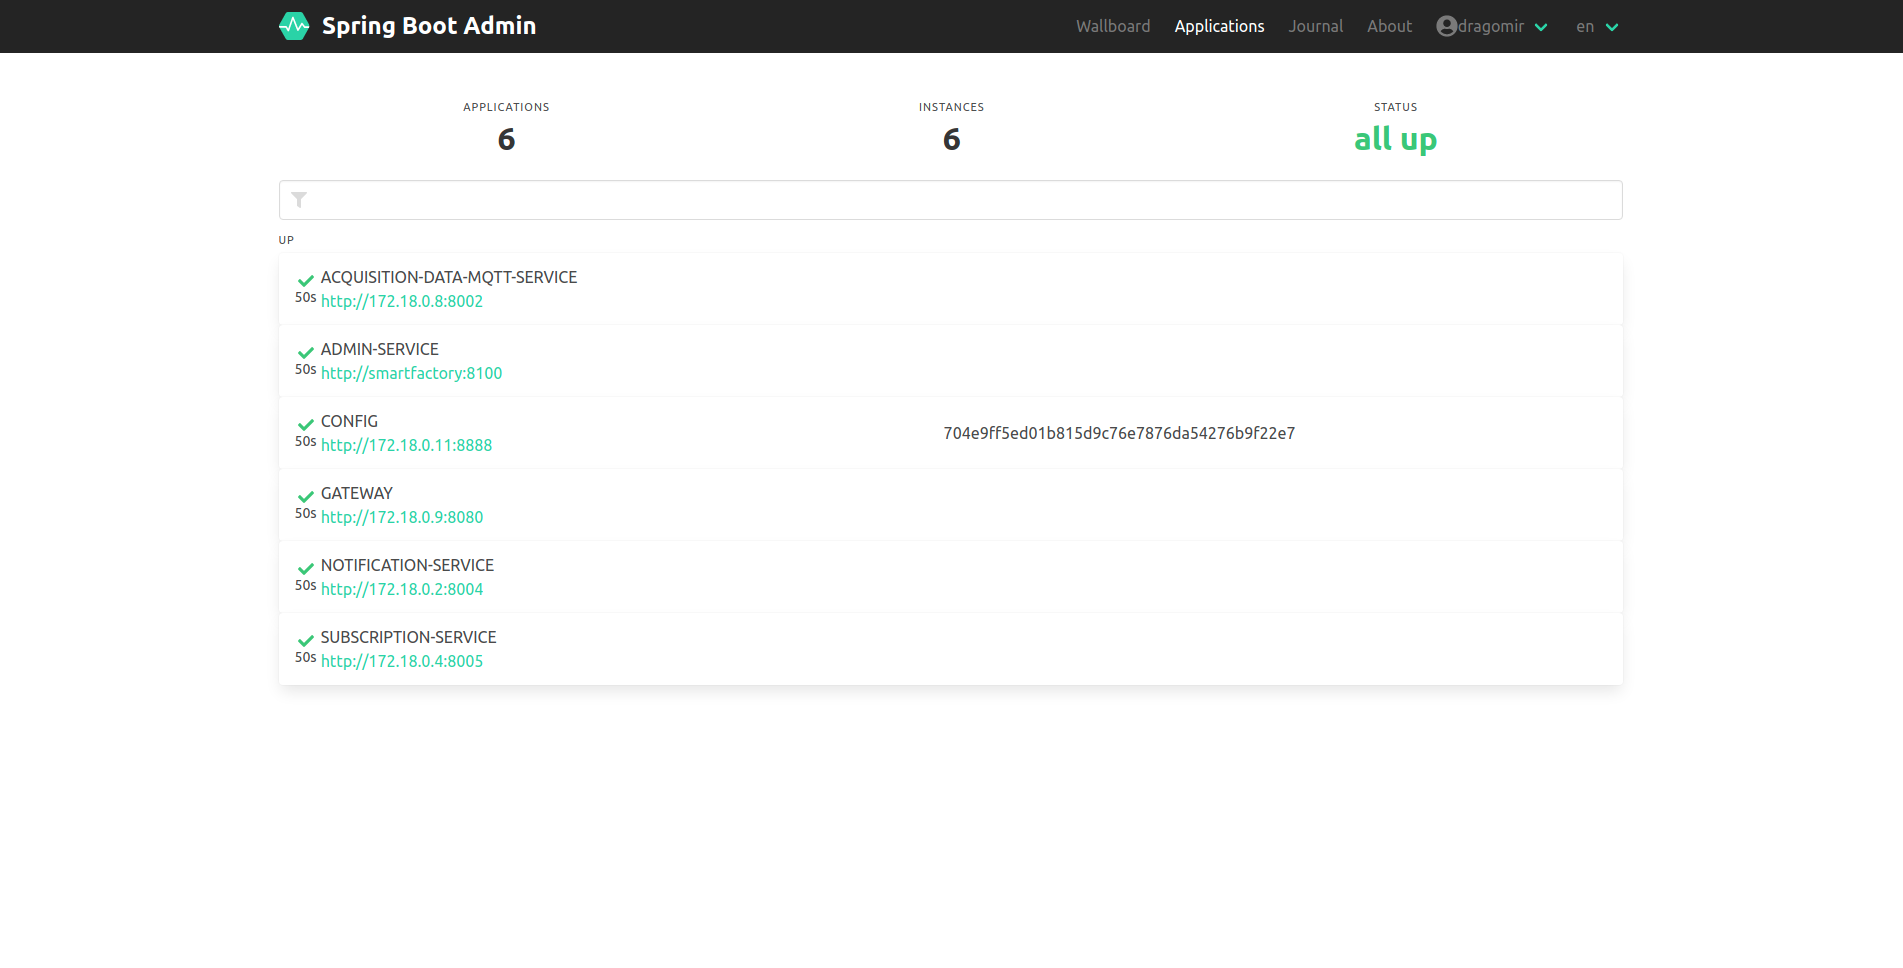 Spring Boot Admin
Wallboard Applications Journal About dragomir en
APPLICATIONS INSTANCES STATUS
6 6 all up
UP
ACQUISITION-DATA-MQTT-SERVICE
50s http://172.18.0.8:8002
ADMIN-SERVICE
50s http://smartfactory:8100
CONFIG
50s http://172.18.0.11:8888
704e9ff5ed01b815d9c76e7876da54276b9f22e7
GATEWAY
50s http://172.18.0.9:8080
NOTIFICATION-SERVICE
50s http://172.18.0.2:8004
SUBSCRIPTION-SERVICE
50s http://172.18.0.4:8005